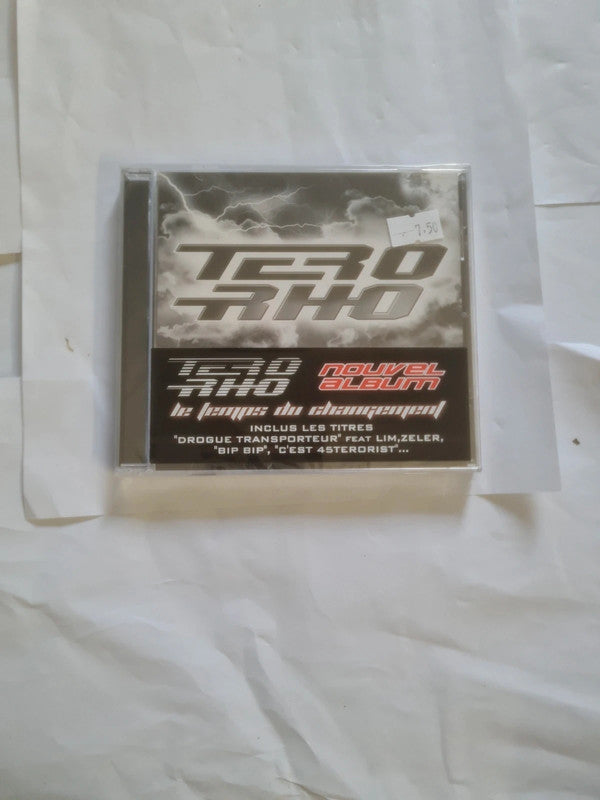 7.50
TERO
RHO
TERO
RHO
NOUVEL
ALBUM
le temps du changement
INCLUS LES TITRES
"DROGUE TRANSPORTEUR" FEAT LIM,ZELER,
"BIP BIP", "C'EST 45TERORIST"...